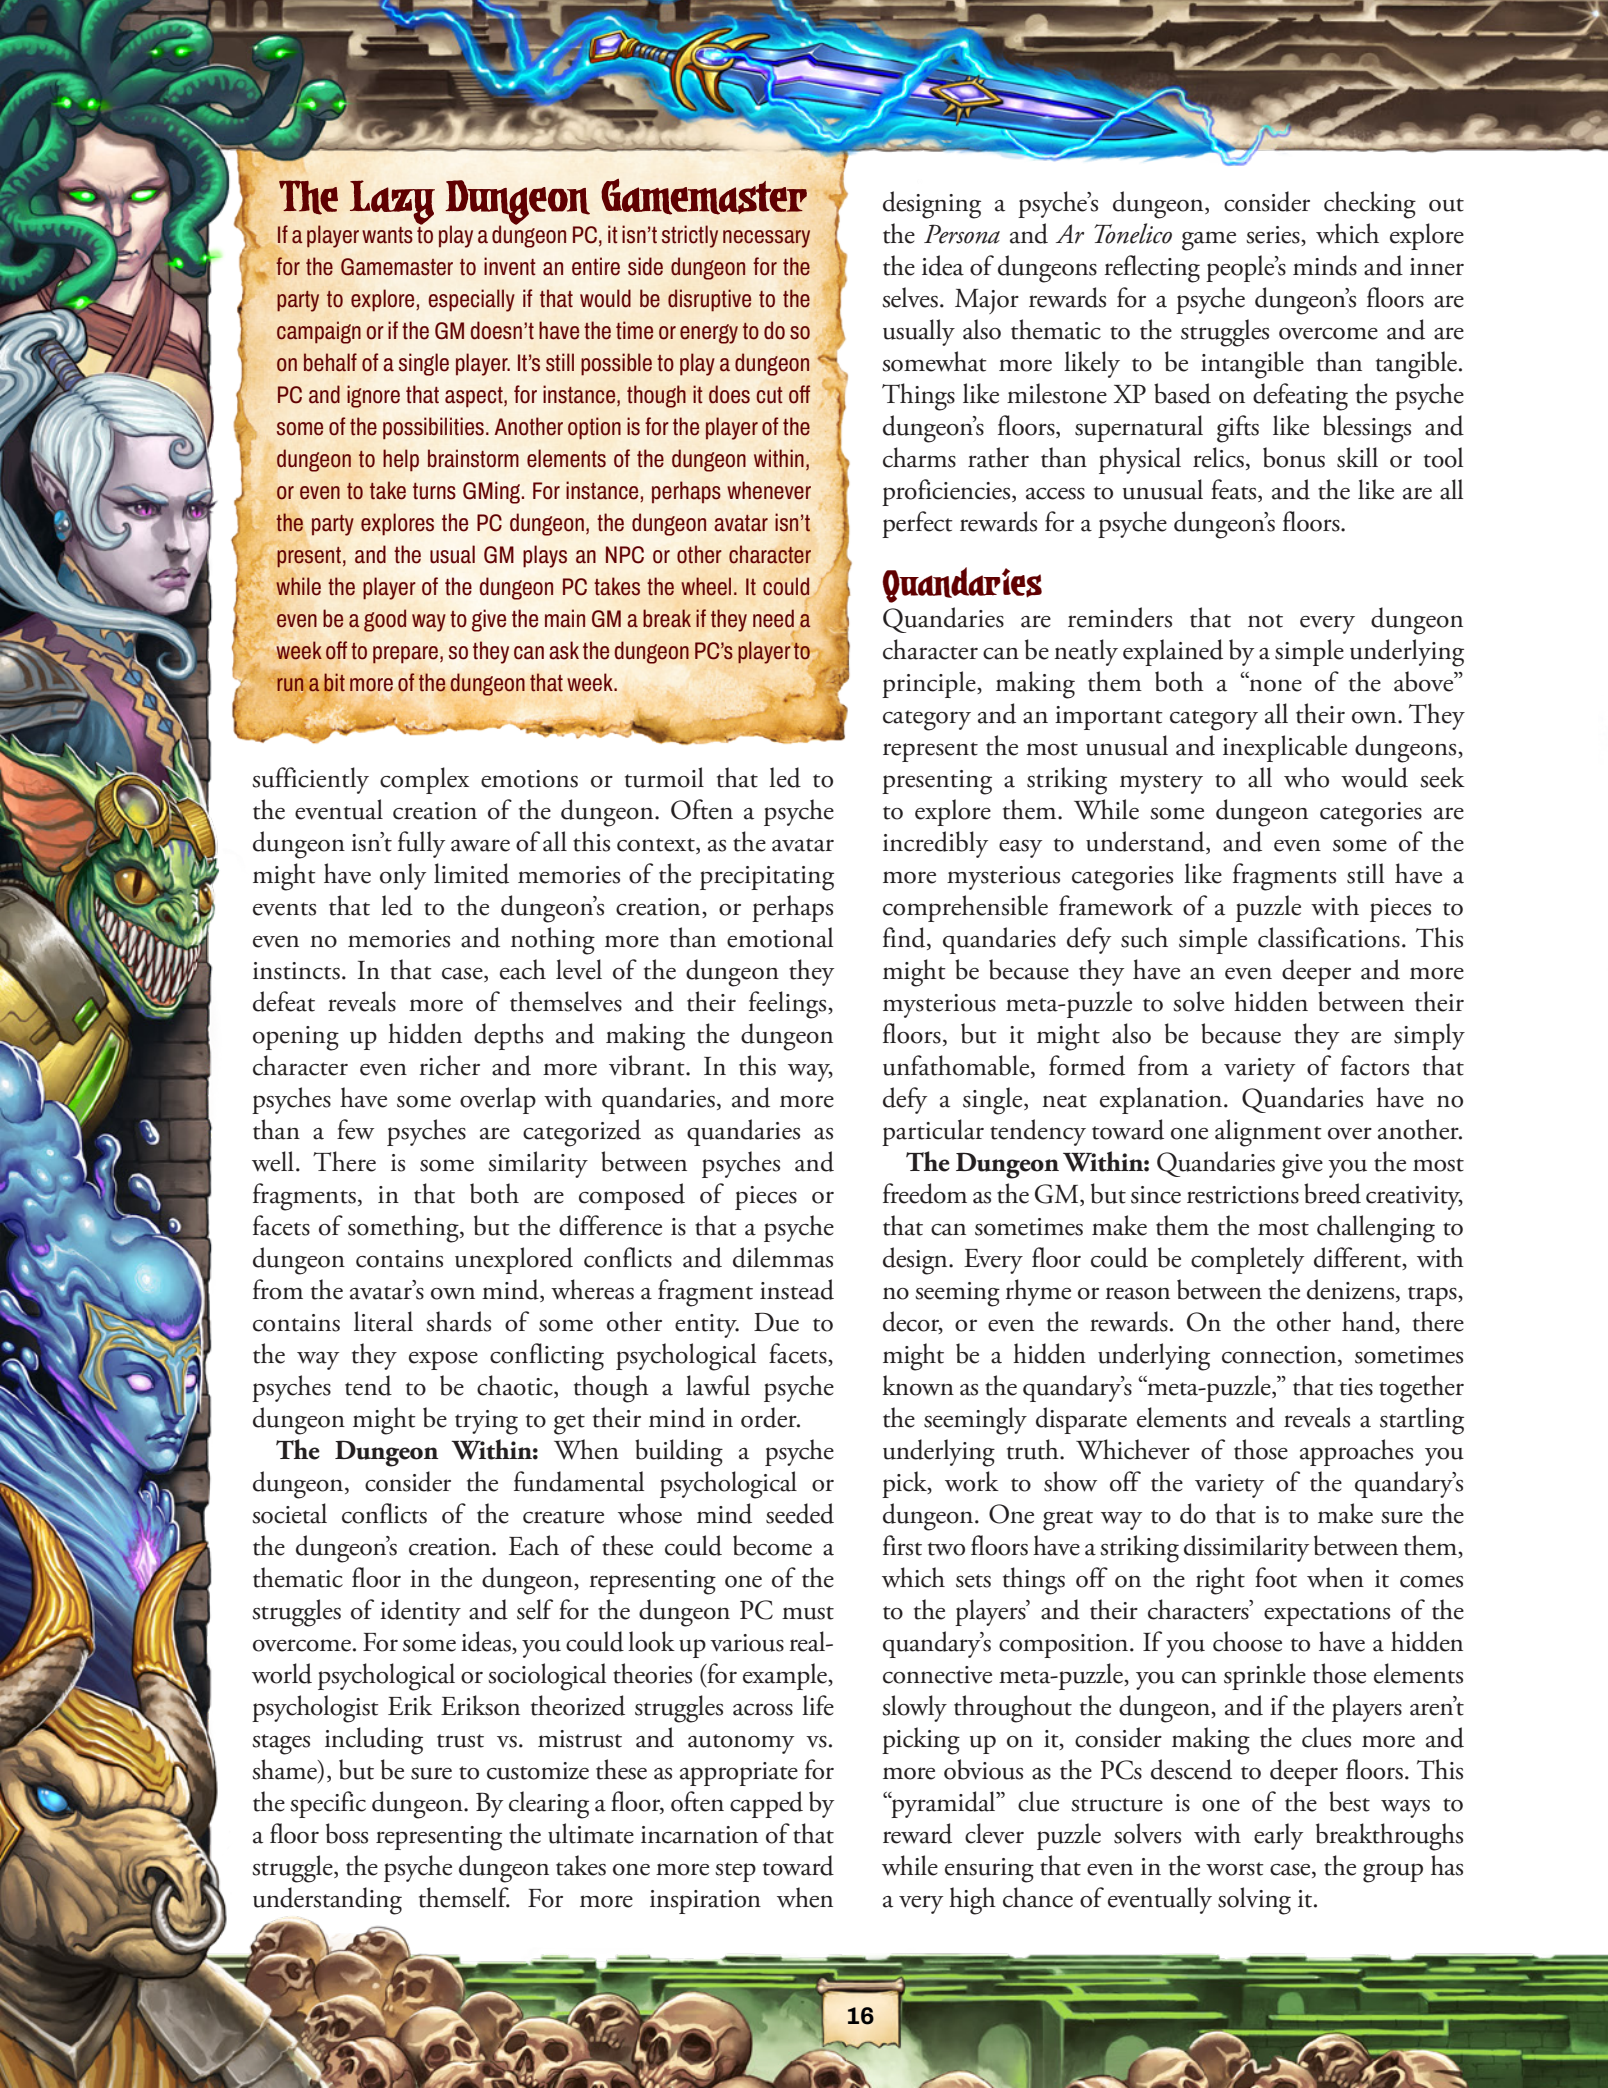 The Lazy Dungeon Gamemaster
If a player wants to play a dungeon PC, it isn't strictly necessary
for the Gamemaster to invent an entire side dungeon for the
party to explore, especially if that would be disruptive to the
campaign or if the GM doesn't have the time or energy to do so
on behalf of a single player. It's still possible to play a dungeon
PC and ignore that aspect, for instance, though it does cut off
some of the possibilities. Another option is for the player of the
dungeon to help brainstorm elements of the dungeon within,
or even to take turns GMing. For instance, perhaps whenever
the party explores the PC dungeon, the dungeon avatar isn't
present, and the usual GM plays an NPC or other character
while the player of the dungeon PC takes the wheel. It could
even be a good way to give the main GM a break if they need a
week off to prepare, so they can ask the dungeon PC's player to
run a bit more of the dungeon that week.
sufficiently complex emotions or turmoil that led to
the eventual creation of the dungeon. Often a psyche
dungeon isn't fully aware of all this context, as the avatar
might have only limited memories of the precipitating
events that led to the dungeon's creation, or perhaps
even no memories and nothing more than emotional
instincts. In that case, each level of the dungeon they
defeat reveals more of themselves and their feelings,
opening up hidden depths and making the dungeon
character even richer and more vibrant. In this way,
psyches have some overlap with quandaries, and more
than a few psyches are categorized as quandaries as
well. There is some similarity between psyches and
fragments, in that both are composed of pieces or
facets of something, but the difference is that a psyche
dungeon contains unexplored conflicts and dilemmas
from the avatar's own mind, whereas a fragment instead
contains literal shards of some other entity. Due to
the way they expose conflicting psychological facets,
psyches tend to be chaotic, though a lawful psyche
dungeon might be trying to get their mind in order.
The Dungeon Within: When building a psyche
dungeon, consider the fundamental psychological or
societal conflicts of the creature whose mind seeded
the dungeon's creation. Each of these could become a
thematic floor in the dungeon, representing one of the
struggles of identity and self for the dungeon PC must
overcome. For some ideas, you could look up various real-
world psychological or sociological theories (for example,
psychologist Erik Erikson theorized struggles across life
stages including trust vs. mistrust and autonomy vs.
shame), but be sure to customize these as appropriate for
the specific dungeon. By clearing a floor, often capped by
a floor boss representing the ultimate incarnation of that
struggle, the psyche dungeon takes one more step toward
understanding themself. For more inspiration when
designing a psyche's dungeon, consider checking out
the Persona and Ar Tonelico game series, which explore
the idea of dungeons reflecting people's minds and inner
selves. Major rewards for a psyche dungeon's floors are
usually also thematic to the struggles overcome and are
somewhat more likely to be intangible than tangible.
Things like milestone XP based on defeating the psyche
dungeon's floors, supernatural gifts like blessings and
charms rather than physical relics, bonus skill or tool
proficiencies, access to unusual feats, and the like are all
perfect rewards for a psyche dungeon's floors.
Quandaries
Quandaries are reminders that not every dungeon
character can be neatly explained by a simple underlying
principle, making them both a “none of the above”
category and an important category all their own. They
represent the most unusual and inexplicable dungeons,
presenting a striking mystery to all who would seek
to explore them. While some dungeon categories are
incredibly easy to understand, and even some of the
more mysterious categories like fragments still have a
comprehensible framework of a puzzle with pieces to
find, quandaries defy such simple classifications. This
might be because they have an even deeper and more
mysterious meta-puzzle to solve hidden between their
floors, but it might also be because they are simply
unfathomable, formed from a variety of factors that
defy a single, neat explanation. Quandaries have no
particular tendency toward one alignment over another.
The Dungeon Within: Quandaries give you the most
freedom as the GM, but since restrictions breed creativity,
that can sometimes make them the most challenging to
design. Every floor could be completely different, with
no seeming rhyme or reason between the denizens, traps,
decor, or even the rewards. On the other hand, there
might be a hidden underlying connection, sometimes
known as the quandary's “meta-puzzle,” that ties together
the seemingly disparate elements and reveals a startling
underlying truth. Whichever of those approaches you
pick, work to show off the variety of the quandary's
dungeon. One great way to do that is to make sure the
first two floors have a striking dissimilarity between them,
which sets things off on the right foot when it comes
to the players' and their characters' expectations of the
quandary's composition. If you choose to have a hidden
connective meta-puzzle, you can sprinkle those elements
slowly throughout the dungeon, and if the players aren't
picking up on it, consider making the clues more and
more obvious as the PCs descend to deeper floors. This
“pyramidal” clue structure is one of the best ways to
reward clever puzzle solvers with early breakthroughs
while ensuring that even in the worst case, the group has
a very high chance of eventually solving it.
16